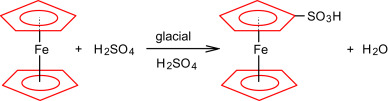 SO₃H
glacial
Fe + H₂SO₄ Fe + H₂O
H₂SO₄